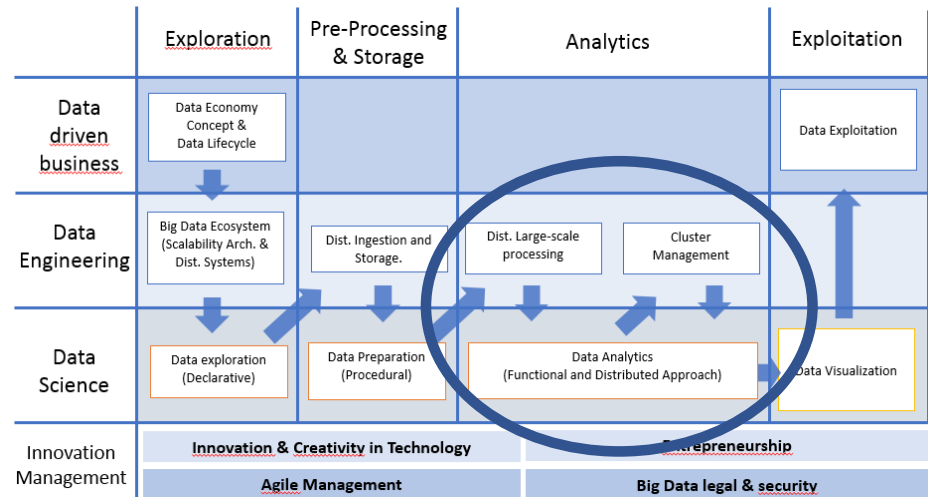 Exploration
Pre-Processing
& Storage
Analytics
Exploitation
Data
driven
business
Data Economy
Concept &
Data Lifecycle
Data Exploitation
Data
Engineering
Big Data Ecosystem
(Scalability Arch. &
Dist. Systems)
Dist. Ingestion and
Storage.
Dist. Large-scale
processing
Cluster
Management
Data
Science
Data exploration
(Declarative)
Data Preparation
(Procedural)
Data Analytics
(Functional and Distributed Approach)
Data Visualization
Innovation
Management
Innovation & Creativity in Technology
Entrepreneurship
Agile Management
Big Data legal & security